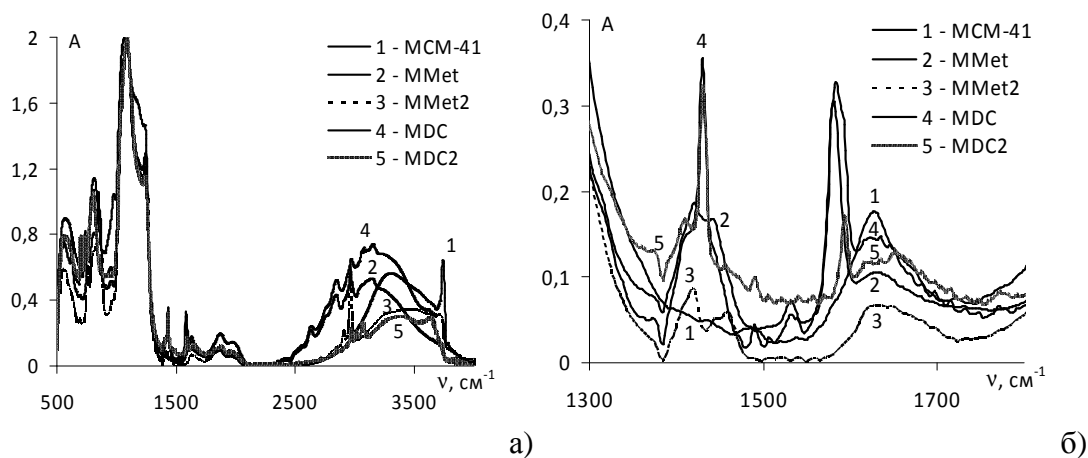 A
2
1,6
1,2
0,8
0,4
0
500
1500
2500
3500
ν, см-1
1 - MCM-41
2 - MMet
3 - MMet2
4 - MDC
5 - MDC2
4
2
3
5
1
а)
A
0,4
0,3
0,2
0,1
0
1300
1500
1700
ν, см-1
1 - MCM-41
2 - MMet
3 - MMet2
4 - MDC
5 - MDC2
4
2
5
3
1
1
4
5
2
3
б)